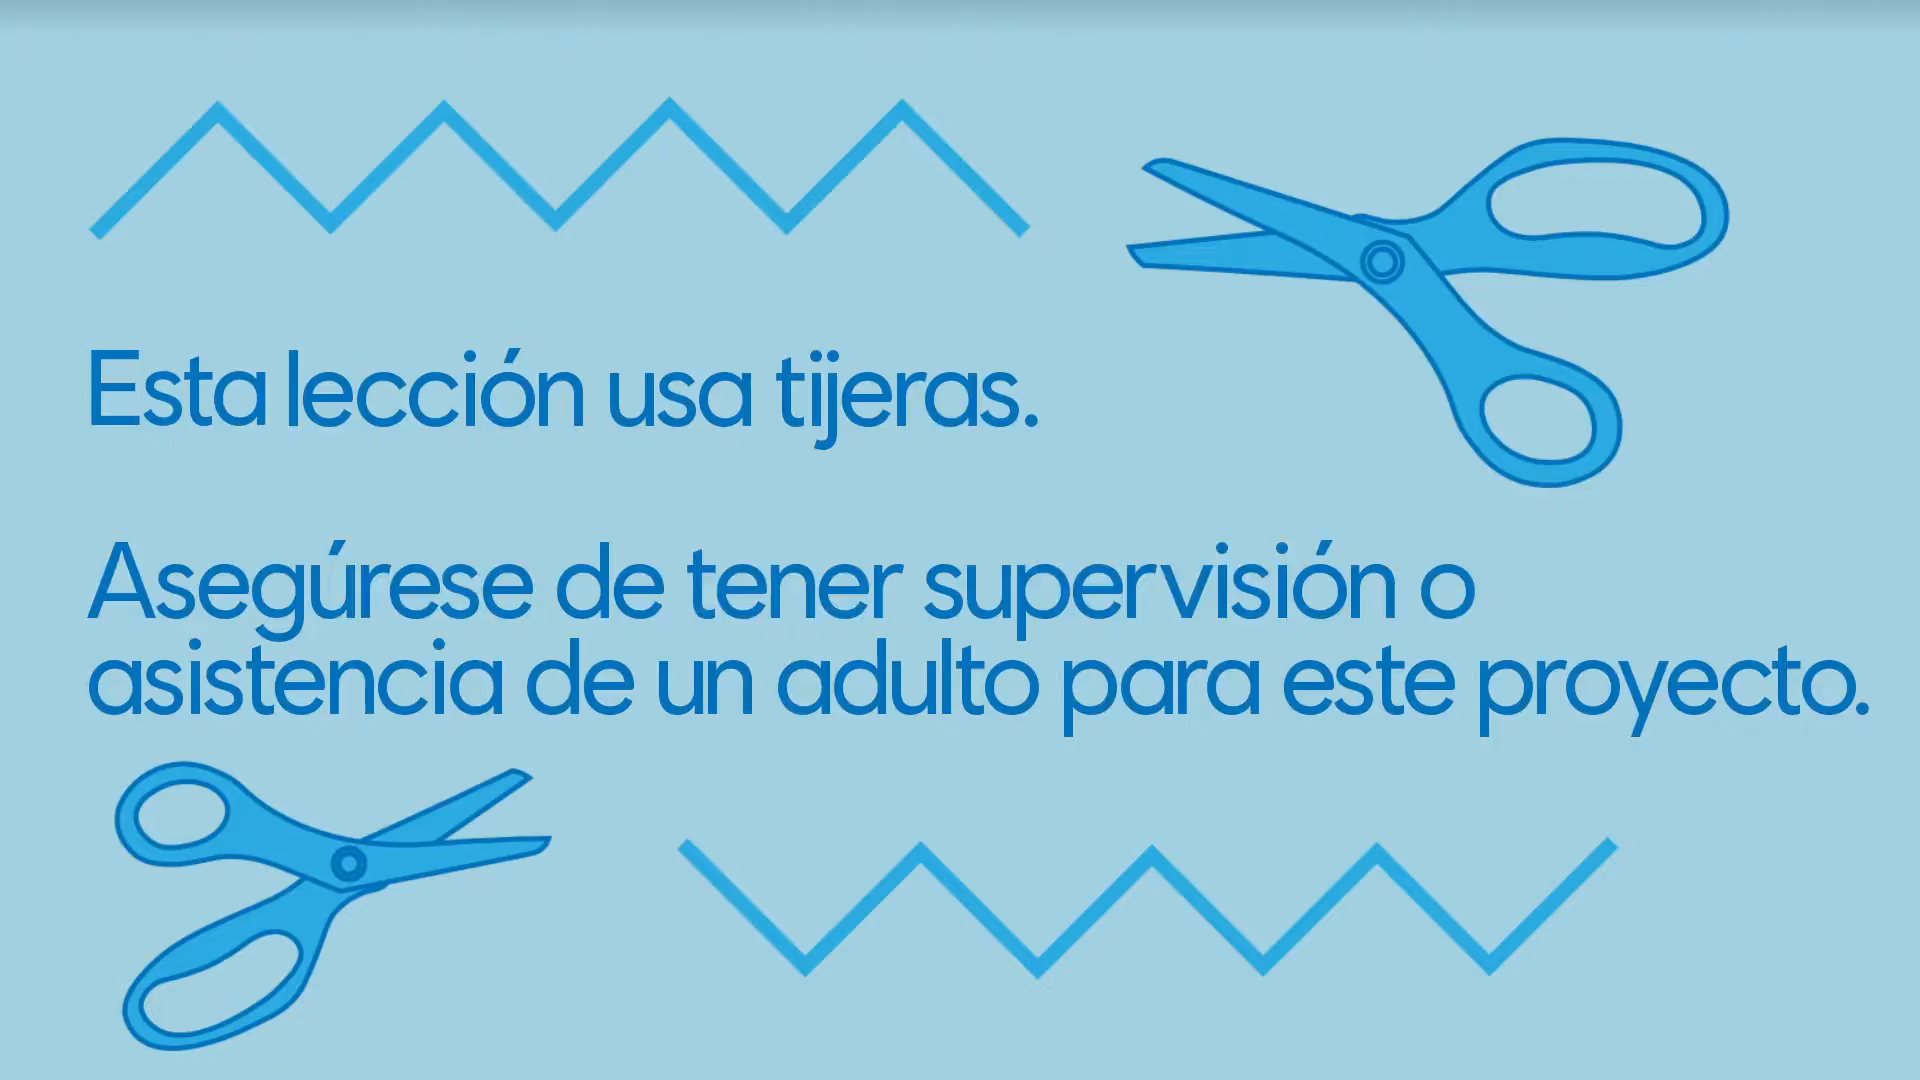 Esta lección usa tijeras.
Asegúrese de tener supervisión o
asistencia de un adulto para este proyecto.